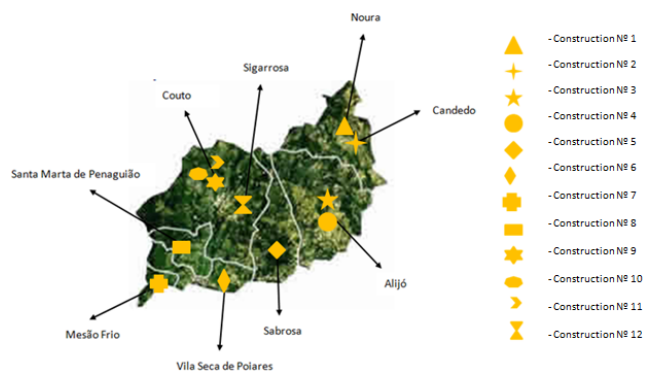 Noura
Sigarrosa
Couto
Candedo
Santa Marta de Penaguião
Alijó
Mesão Frio
Sabrosa
Vila Seca de Poiares
- Construction Nº 1
- Construction Nº 2
- Construction Nº 3
- Construction Nº 4
- Construction Nº 5
- Construction Nº 6
- Construction Nº 7
- Construction Nº 8
- Construction Nº 9
- Construction Nº 10
- Construction Nº 11
- Construction Nº 12